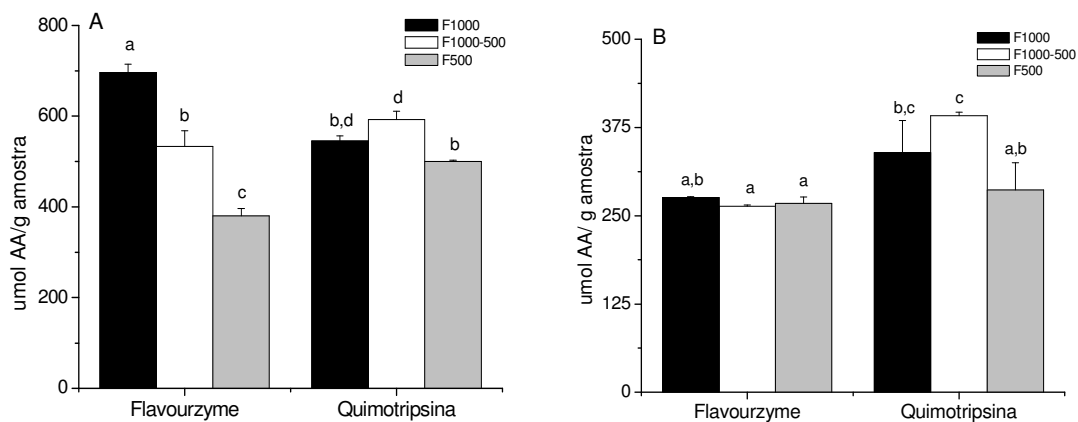 A
F1000
F1000-500
F500
umol AA/g amostra
800
600
400
200
0
a
b
c
b,d
d
b
Flavourzyme
Quimotripsina
B
F1000
F1000-500
F500
umol AA/ g amostra
500
375
250
125
0
a,b
a
a
b,c
c
a,b
Flavourzyme
Quimotripsina